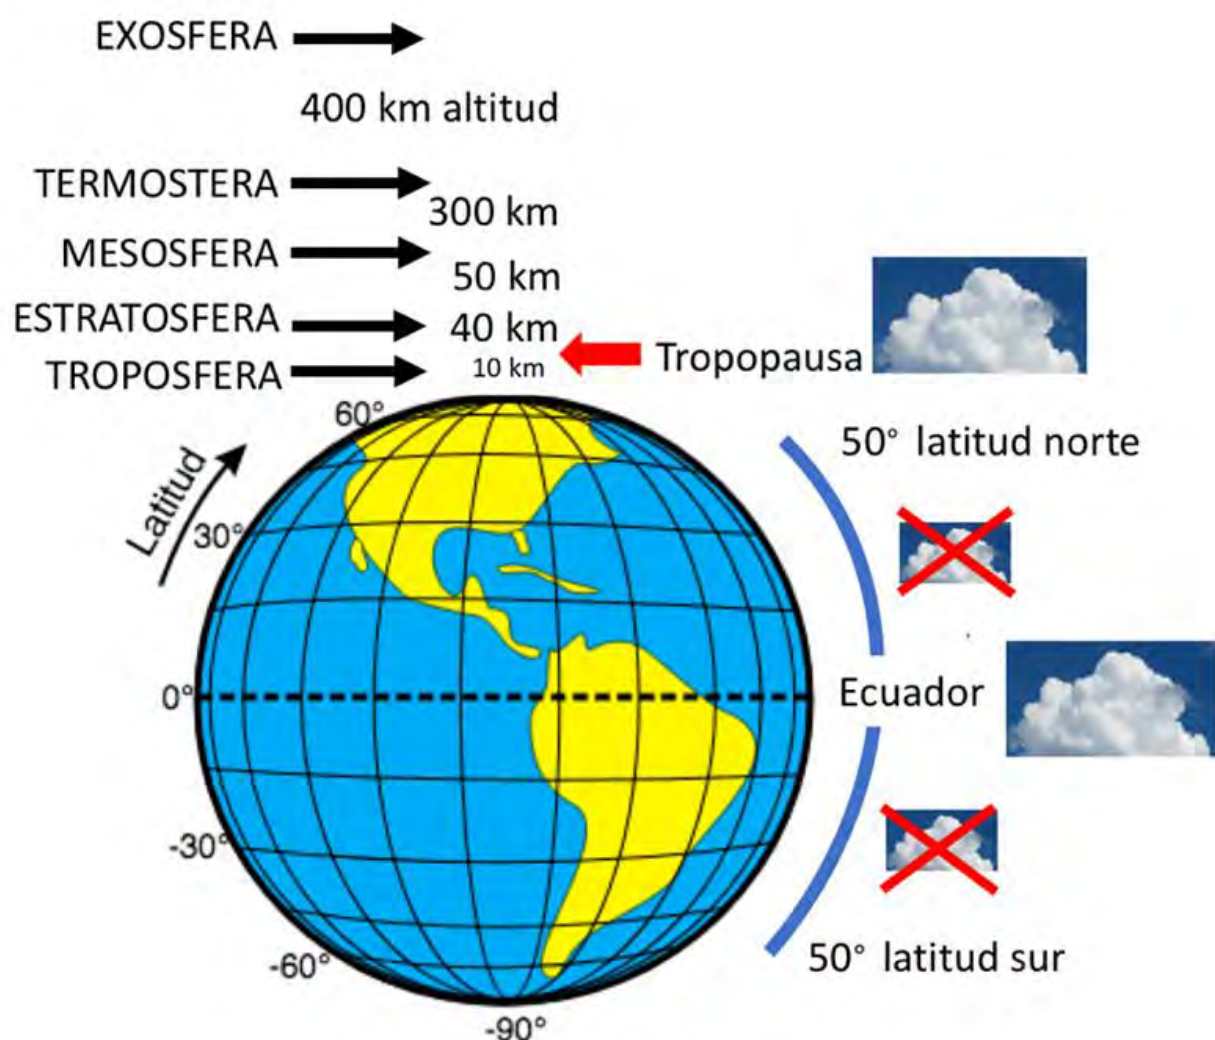 EXOSFERA
400 km altitud
TERMOSTERA
300 km
MESOSFERA
50 km
ESTRATOSFERA
40 km
TROPOSFERA
10 km
Tropopausa
60°
50° latitud norte
Latitud
30°
0°
Ecuador
-30°
-60°
50° latitud sur
-90°